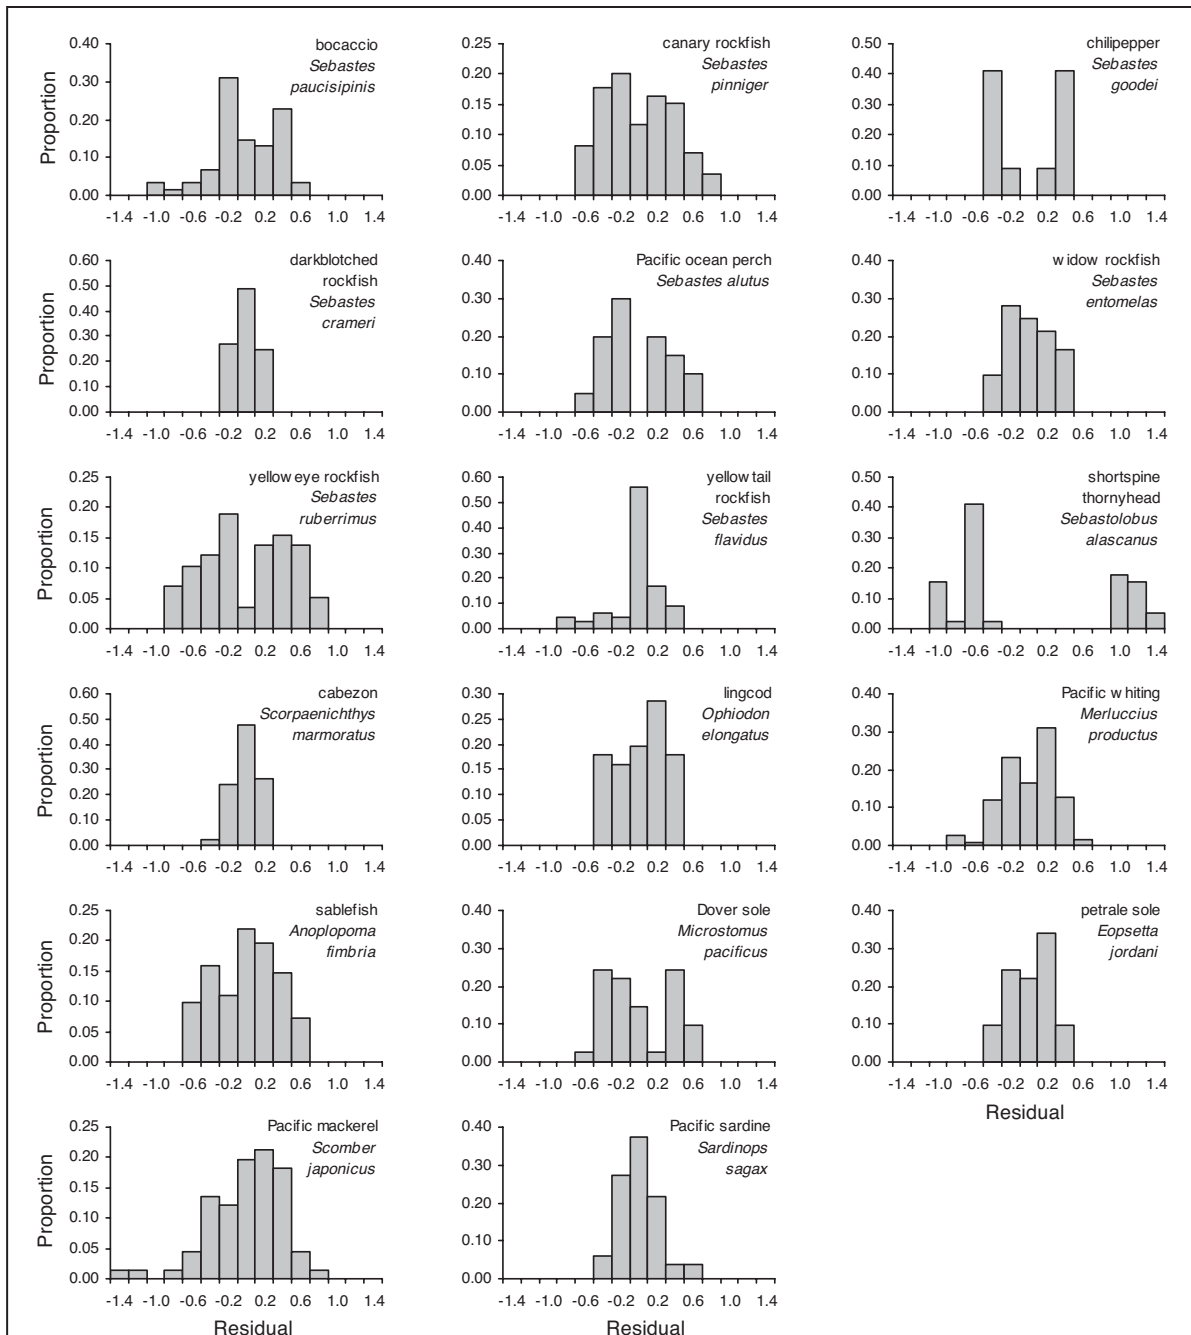 bocaccio
Sebastes
paucisipinis
Proportion
0.40
0.30
0.20
0.10
0.00
-1.4 -1.0 -0.6 -0.2 0.2 0.6 1.0 1.4
canary rockfish
Sebastes
pinniger
0.25
0.20
0.15
0.10
0.05
0.00
-1.4 -1.0 -0.6 -0.2 0.2 0.6 1.0 1.4
chilipepper
Sebastes
goodei
0.50
0.40
0.30
0.20
0.10
0.00
-1.4 -1.0 -0.6 -0.2 0.2 0.6 1.0 1.4
darkblotched
rockfish
Sebastes
crameri
Proportion
0.60
0.50
0.40
0.30
0.20
0.10
0.00
-1.4 -1.0 -0.6 -0.2 0.2 0.6 1.0 1.4
Pacific ocean perch
Sebastes alutus
0.40
0.30
0.20
0.10
0.00
-1.4 -1.0 -0.6 -0.2 0.2 0.6 1.0 1.4
widow rockfish
Sebastes
entomelas
0.40
0.30
0.20
0.10
0.00
-1.4 -1.0 -0.6 -0.2 0.2 0.6 1.0 1.4
yelloweye rockfish
Sebastes
ruberrimus
Proportion
0.25
0.20
0.15
0.10
0.05
0.00
-1.4 -1.0 -0.6 -0.2 0.2 0.6 1.0 1.4
yellowtail
rockfish
Sebastes
flavidus
0.60
0.50
0.40
0.30
0.20
0.10
0.00
-1.4 -1.0 -0.6 -0.2 0.2 0.6 1.0 1.4
shortspine
thornyhead
Sebastolobus
alascanus
0.50
0.40
0.30
0.20
0.10
0.00
-1.4 -1.0 -0.6 -0.2 0.2 0.6 1.0 1.4
cabezon
Scorpaenichthys
marmoratus
Proportion
0.60
0.50
0.40
0.30
0.20
0.10
0.00
-1.4 -1.0 -0.6 -0.2 0.2 0.6 1.0 1.4
lingcod
Ophiodon
elongatus
0.30
0.25
0.20
0.15
0.10
0.05
0.00
-1.4 -1.0 -0.6 -0.2 0.2 0.6 1.0 1.4
Pacific whiting
Merluccius
productus
0.40
0.30
0.20
0.10
0.00
-1.4 -1.0 -0.6 -0.2 0.2 0.6 1.0 1.4
sablefish
Anoplopoma
fimbria
Proportion
0.25
0.20
0.15
0.10
0.05
0.00
-1.4 -1.0 -0.6 -0.2 0.2 0.6 1.0 1.4
Dover sole
Microstomus
pacificus
0.40
0.30
0.20
0.10
0.00
-1.4 -1.0 -0.6 -0.2 0.2 0.6 1.0 1.4
petrale sole
Eopsetta
jordani
0.40
0.30
0.20
0.10
0.00
-1.4 -1.0 -0.6 -0.2 0.2 0.6 1.0 1.4
Residual
Pacific mackerel
Scomber
japonicus
Proportion
0.25
0.20
0.15
0.10
0.05
0.00
-1.4 -1.0 -0.6 -0.2 0.2 0.6 1.0 1.4
Residual
Pacific sardine
Sardinops
sagax
0.40
0.30
0.20
0.10
0.00
-1.4 -1.0 -0.6 -0.2 0.2 0.6 1.0 1.4
Residual